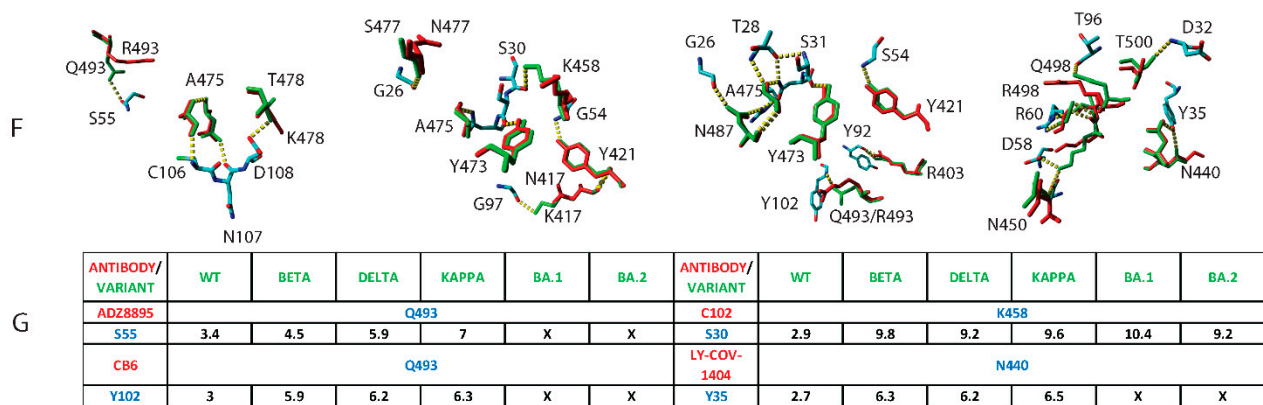 F
R493
Q493
S55
A475
T478
K478
C106
D108
N107
S477
N477
S30
K458
G26
G54
A475
Y473
Y421
N417
G97
K417
T28
G26
S31
S54
A475
N487
Y421
Y92
Y473
R403
Y102
Q493/R493
T96
D32
T500
Q498
R498
R60
Y35
D58
N440
N450
G
ANTIBODY/VARIANT WT BETA DELTA KAPPA BA.1 BA.2 ANTIBODY/VARIANT WT BETA DELTA KAPPA BA.1 BA.2
ADZ8895 Q493 C102 K458
S55 3.4 4.5 5.9 7 X X S30 2.9 9.8 9.2 9.6 10.4 9.2
CB6 Q493 LY-COV-1404 N440
Y102 3 5.9 6.2 6.3 X X Y35 2.7 6.3 6.2 6.5 X X